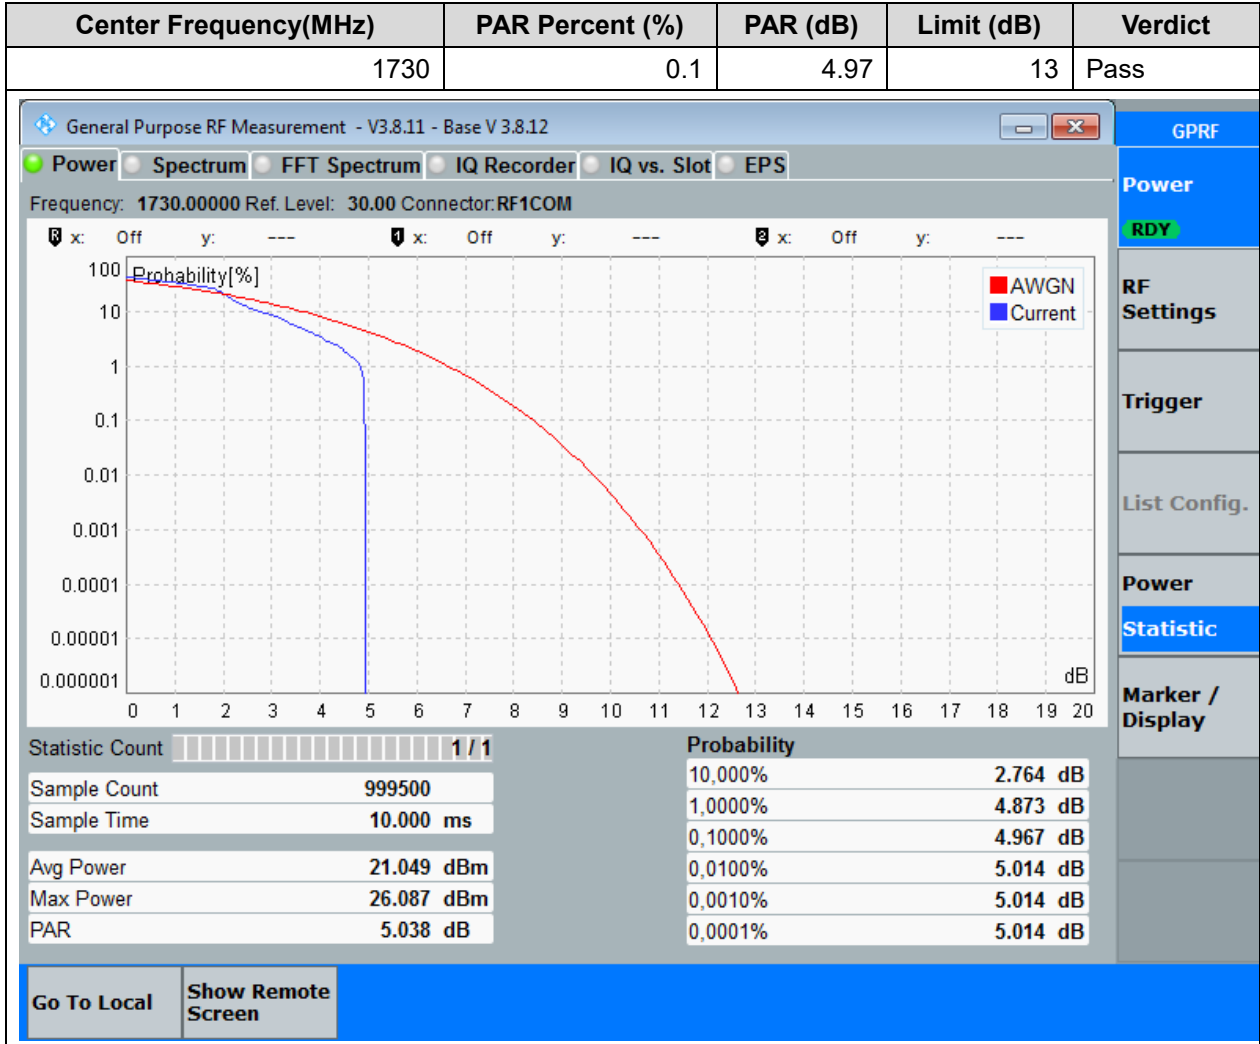 Center Frequency(MHz) PAR Percent (%) PAR (dB) Limit (dB) Verdict
1730 0.1 4.97 13 Pass
General Purpose RF Measurement - V3.8.11 - Base V 3.8.12
GPRF
Power Spectrum FFT Spectrum IQ Recorder IQ vs. Slot EPS
Frequency: 1730.00000 Ref. Level: 30.00 Connector: RF1COM
R x: Off y: --- 1 x: Off y: --- 2 x: Off y: ---
Probability[%]
AWGN
Current
100
10
1
0.1
0.01
0.001
0.0001
0.00001
0.000001
dB
0 1 2 3 4 5 6 7 8 9 10 11 12 13 14 15 16 17 18 19 20
Statistic Count 1 / 1
Sample Count 999500
Sample Time 10.000 ms
Avg Power 21.049 dBm
Max Power 26.087 dBm
PAR 5.038 dB
Probability
10,000% 2.764 dB
1,0000% 4.873 dB
0,1000% 4.967 dB
0,0100% 5.014 dB
0,0010% 5.014 dB
0,0001% 5.014 dB
Power
RDY
RF
Settings
Trigger
List Config.
Power
Statistic
Marker /
Display
Go To Local
Show Remote
Screen